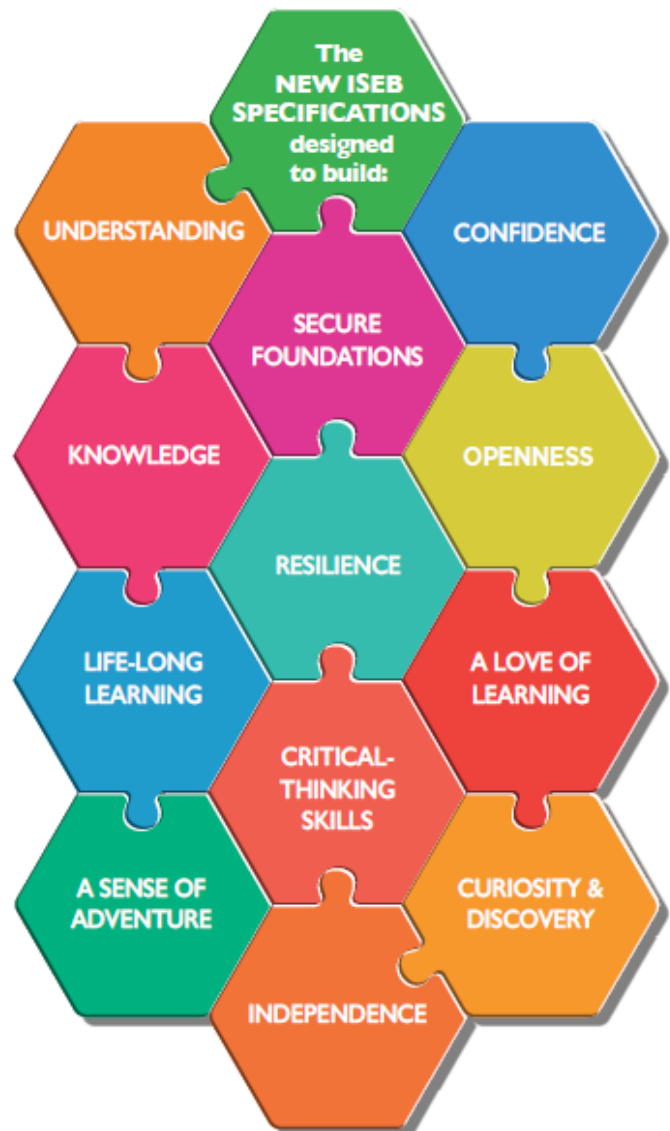 The
NEW ISEB
SPECIFICATIONS
designed
to build:
UNDERSTANDING
CONFIDENCE
SECURE
FOUNDATIONS
KNOWLEDGE
OPENNESS
RESILIENCE
LIFE-LONG
LEARNING
A LOVE OF
LEARNING
CRITICAL-
THINKING
SKILLS
A SENSE OF
ADVENTURE
CURIOSITY &
DISCOVERY
INDEPENDENCE